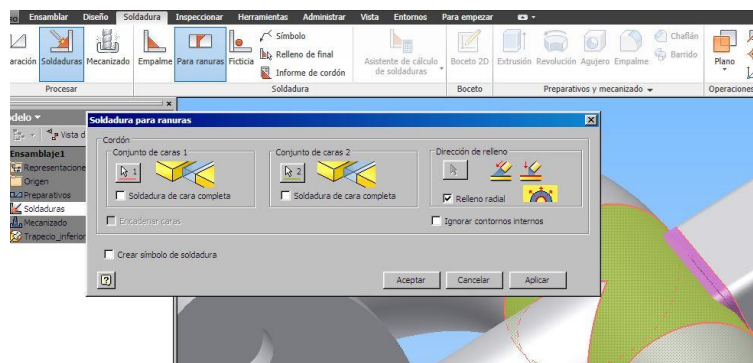 Ensamblar Diseño Soldadura Inspeccionar Herramientas Administrar Vista Entornos Para empezar
Símbolo
Relleno de final
Informe de cordón
aración Soldaduras Mecanizado Empalme Para ranuras Ficticia
Asistente de cálculo
de soldaduras
Boceto 2D Extrusión Revolución Agujero Empalme
Chaflán
Barrido
Plano
Procesar Soldadura Boceto Preparativos y mecanizado Operaciones
delo
Vista d
Ensamblaje1
Representacione
Origen
Preparativos
Soldaduras
Mecanizado
Trapecio_inferior
Soldadura para ranuras
Cordón
Conjunto de caras 1 Conjunto de caras 2 Dirección de relleno
1 2
Soldadura de cara completa Soldadura de cara completa Relleno radial
Encadenar caras Ignorar contornos internos
Crear símbolo de soldadura
Aceptar Cancelar Aplicar